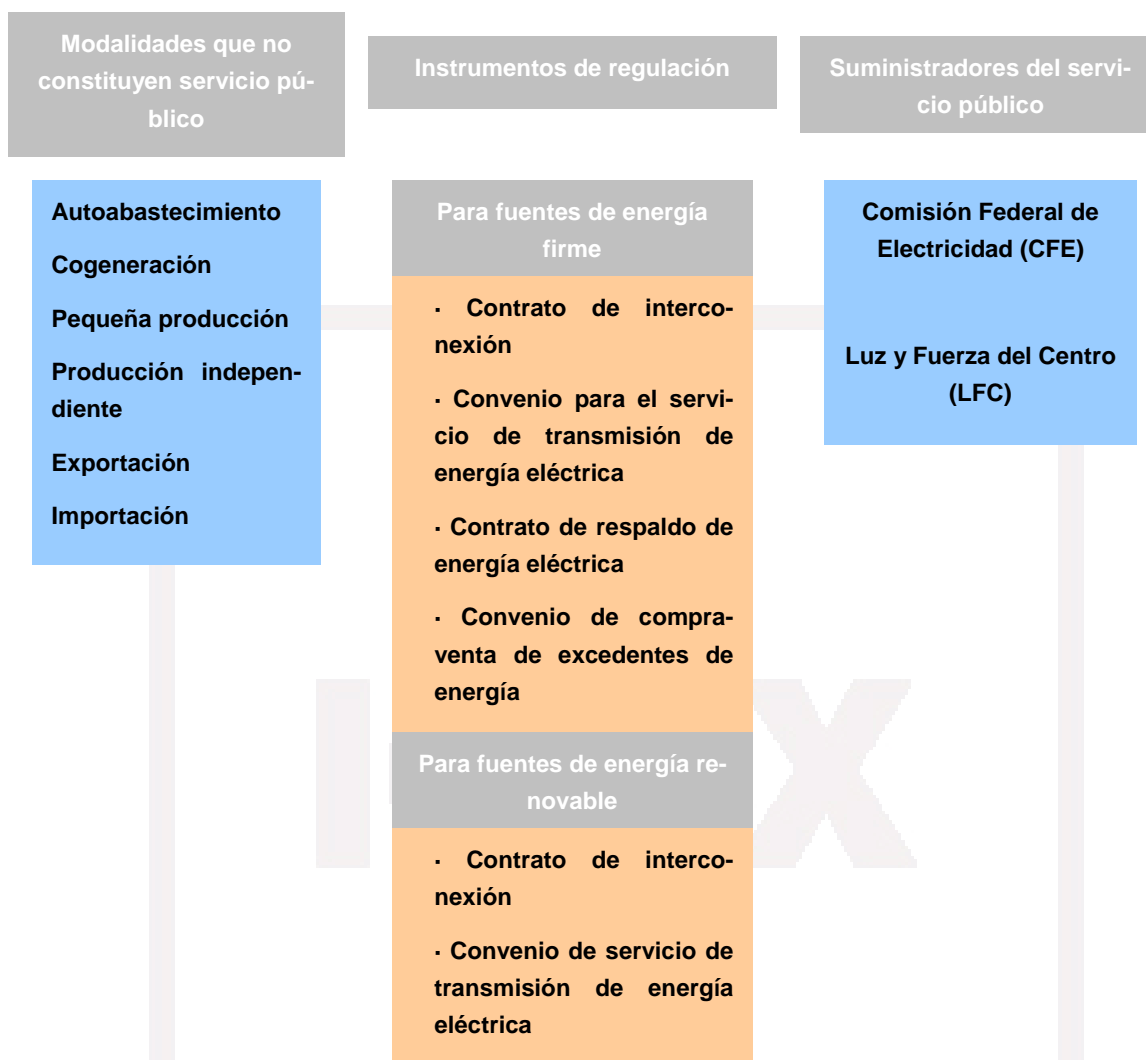 Modalidades que no
constituyen servicio pú-
blico
Instrumentos de regulación
Suministradores del servi-
cio público
Autoabastecimiento
Cogeneración
Pequeña producción
Producción indepen-
diente
Exportación
Importación
Para fuentes de energía
firme
· Contrato de interco-
nexión
· Convenio para el servi-
cio de transmisión de
energía eléctrica
· Contrato de respaldo de
energía eléctrica
· Convenio de compra-
venta de excedentes de
energía
Para fuentes de energía re-
novable
· Contrato de interco-
nexión
· Convenio de servicio de
transmisión de energía
eléctrica
Comisión Federal de
Electricidad (CFE)
Luz y Fuerza del Centro
(LFC)